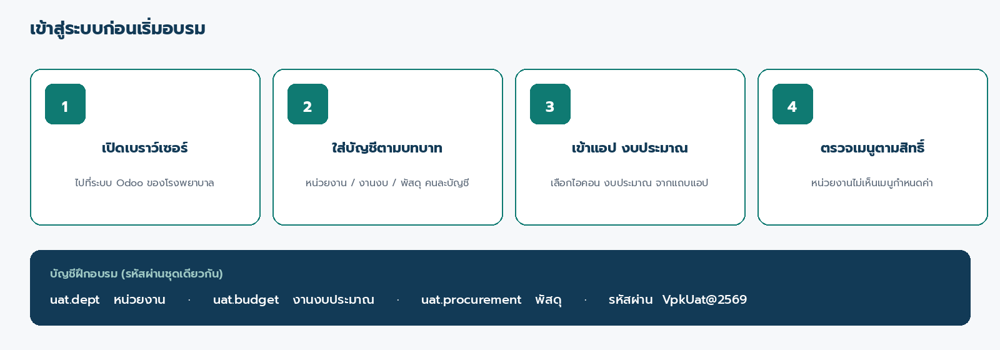 เข้าสู่ระบบก่อนเริ่มอบรม
1
เปิดเบราว์เซอร์
ไปที่ระบบ Odoo ของโรงพยาบาล
2
ใส่บัญชีตามบทบาท
หน่วยงาน / งานงบ / พัสดุ คนละบัญชี
3
เข้าแอป งบประมาณ
เลือกไอคอน งบประมาณ จากแถบแอป
4
ตรวจเมนูตามสิทธิ์
หน่วยงานไม่เห็นเมนูกำหนดค่า
บัญชีฝึกอบรม (รหัสผ่านชุดเดียวกัน)
uat.dept หน่วยงาน · uat.budget งานงบประมาณ · uat.procurement พัสดุ · รหัสผ่าน VpkUat@2569